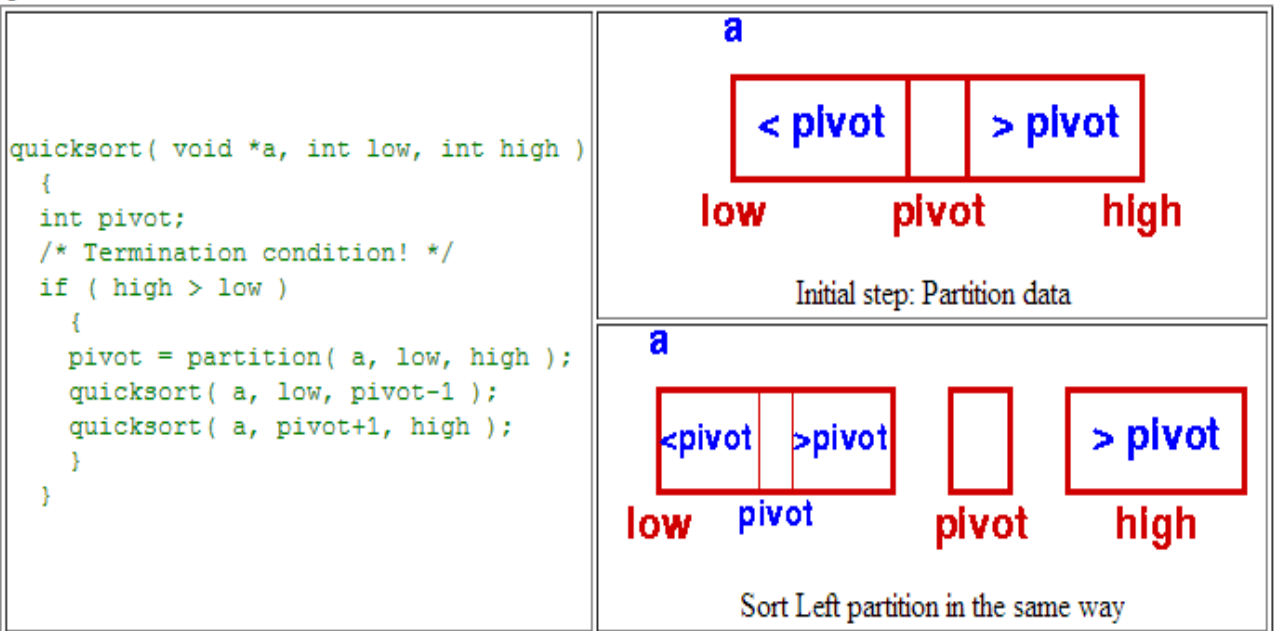 quicksort( void *a, int low, int high )
{
int pivot;
/* Termination condition! */
if ( high > low )
{
pivot = partition( a, low, high );
quicksort( a, low, pivot-1 );
quicksort( a, pivot+1, high );
}
}
a
< pivot > pivot
low pivot high
Initial step: Partition data
a
<pivot >pivot > pivot
low pivot pivot high
Sort Left partition in the same way